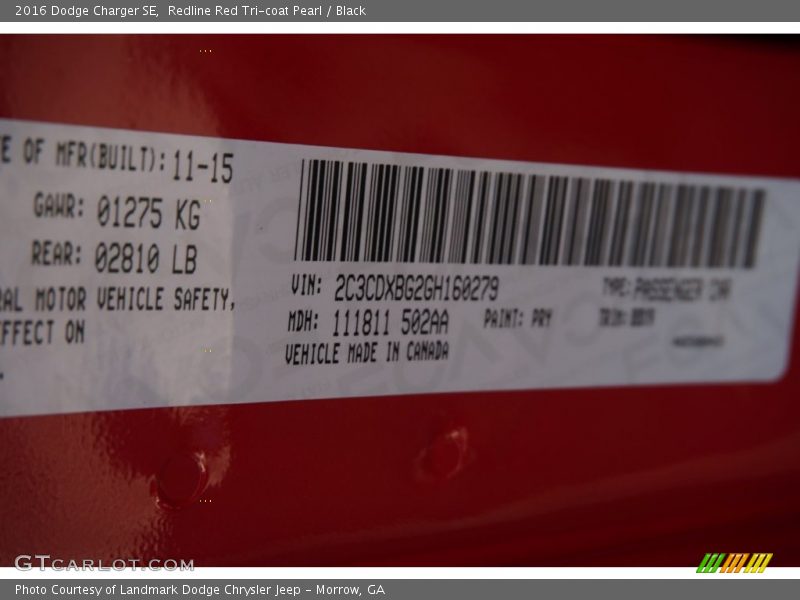 2016 Dodge Charger SE,  Redline Red Tri-coat Pearl / Black
E OF MFR(BUILT): 11-15
GAWR: 01275 KG
REAR: 02810 LB
RAL MOTOR VEHICLE SAFETY,
FFECT ON
VIN: 2C3CDXBG2GH160279
TYPE: PASSENGER CAR
MDH: 111811 502AA
PAINT: PRY
TRIM:
VEHICLE MADE IN CANADA
GTCARLOT.COM
Photo Courtesy of Landmark Dodge Chrysler Jeep – Morrow, GA